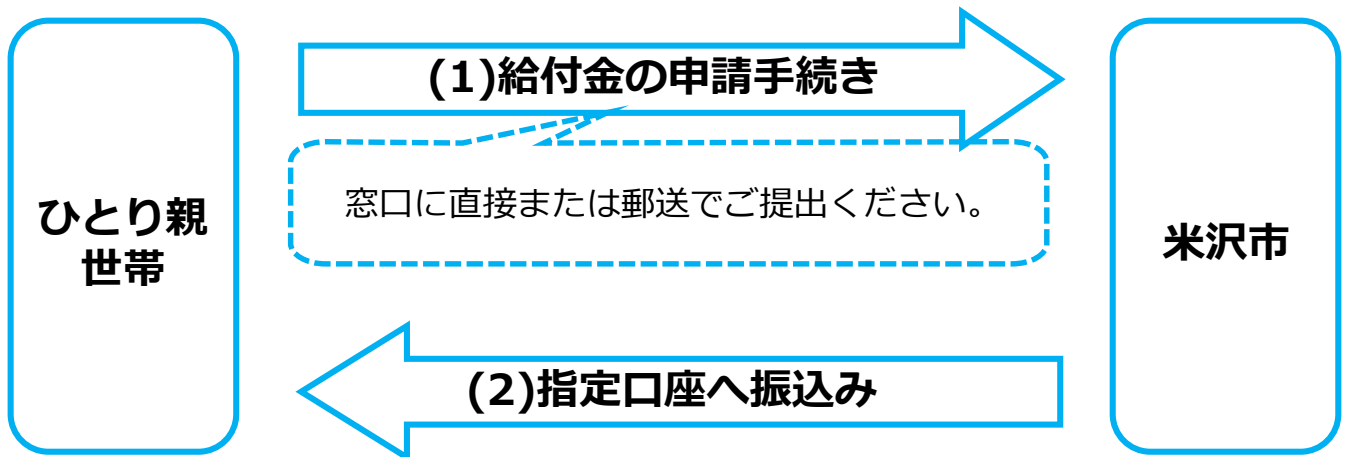 ひとり親
世帯
(1)給付金の申請手続き
窓口に直接または郵送でご提出ください。
(2)指定口座へ振込み
米沢市